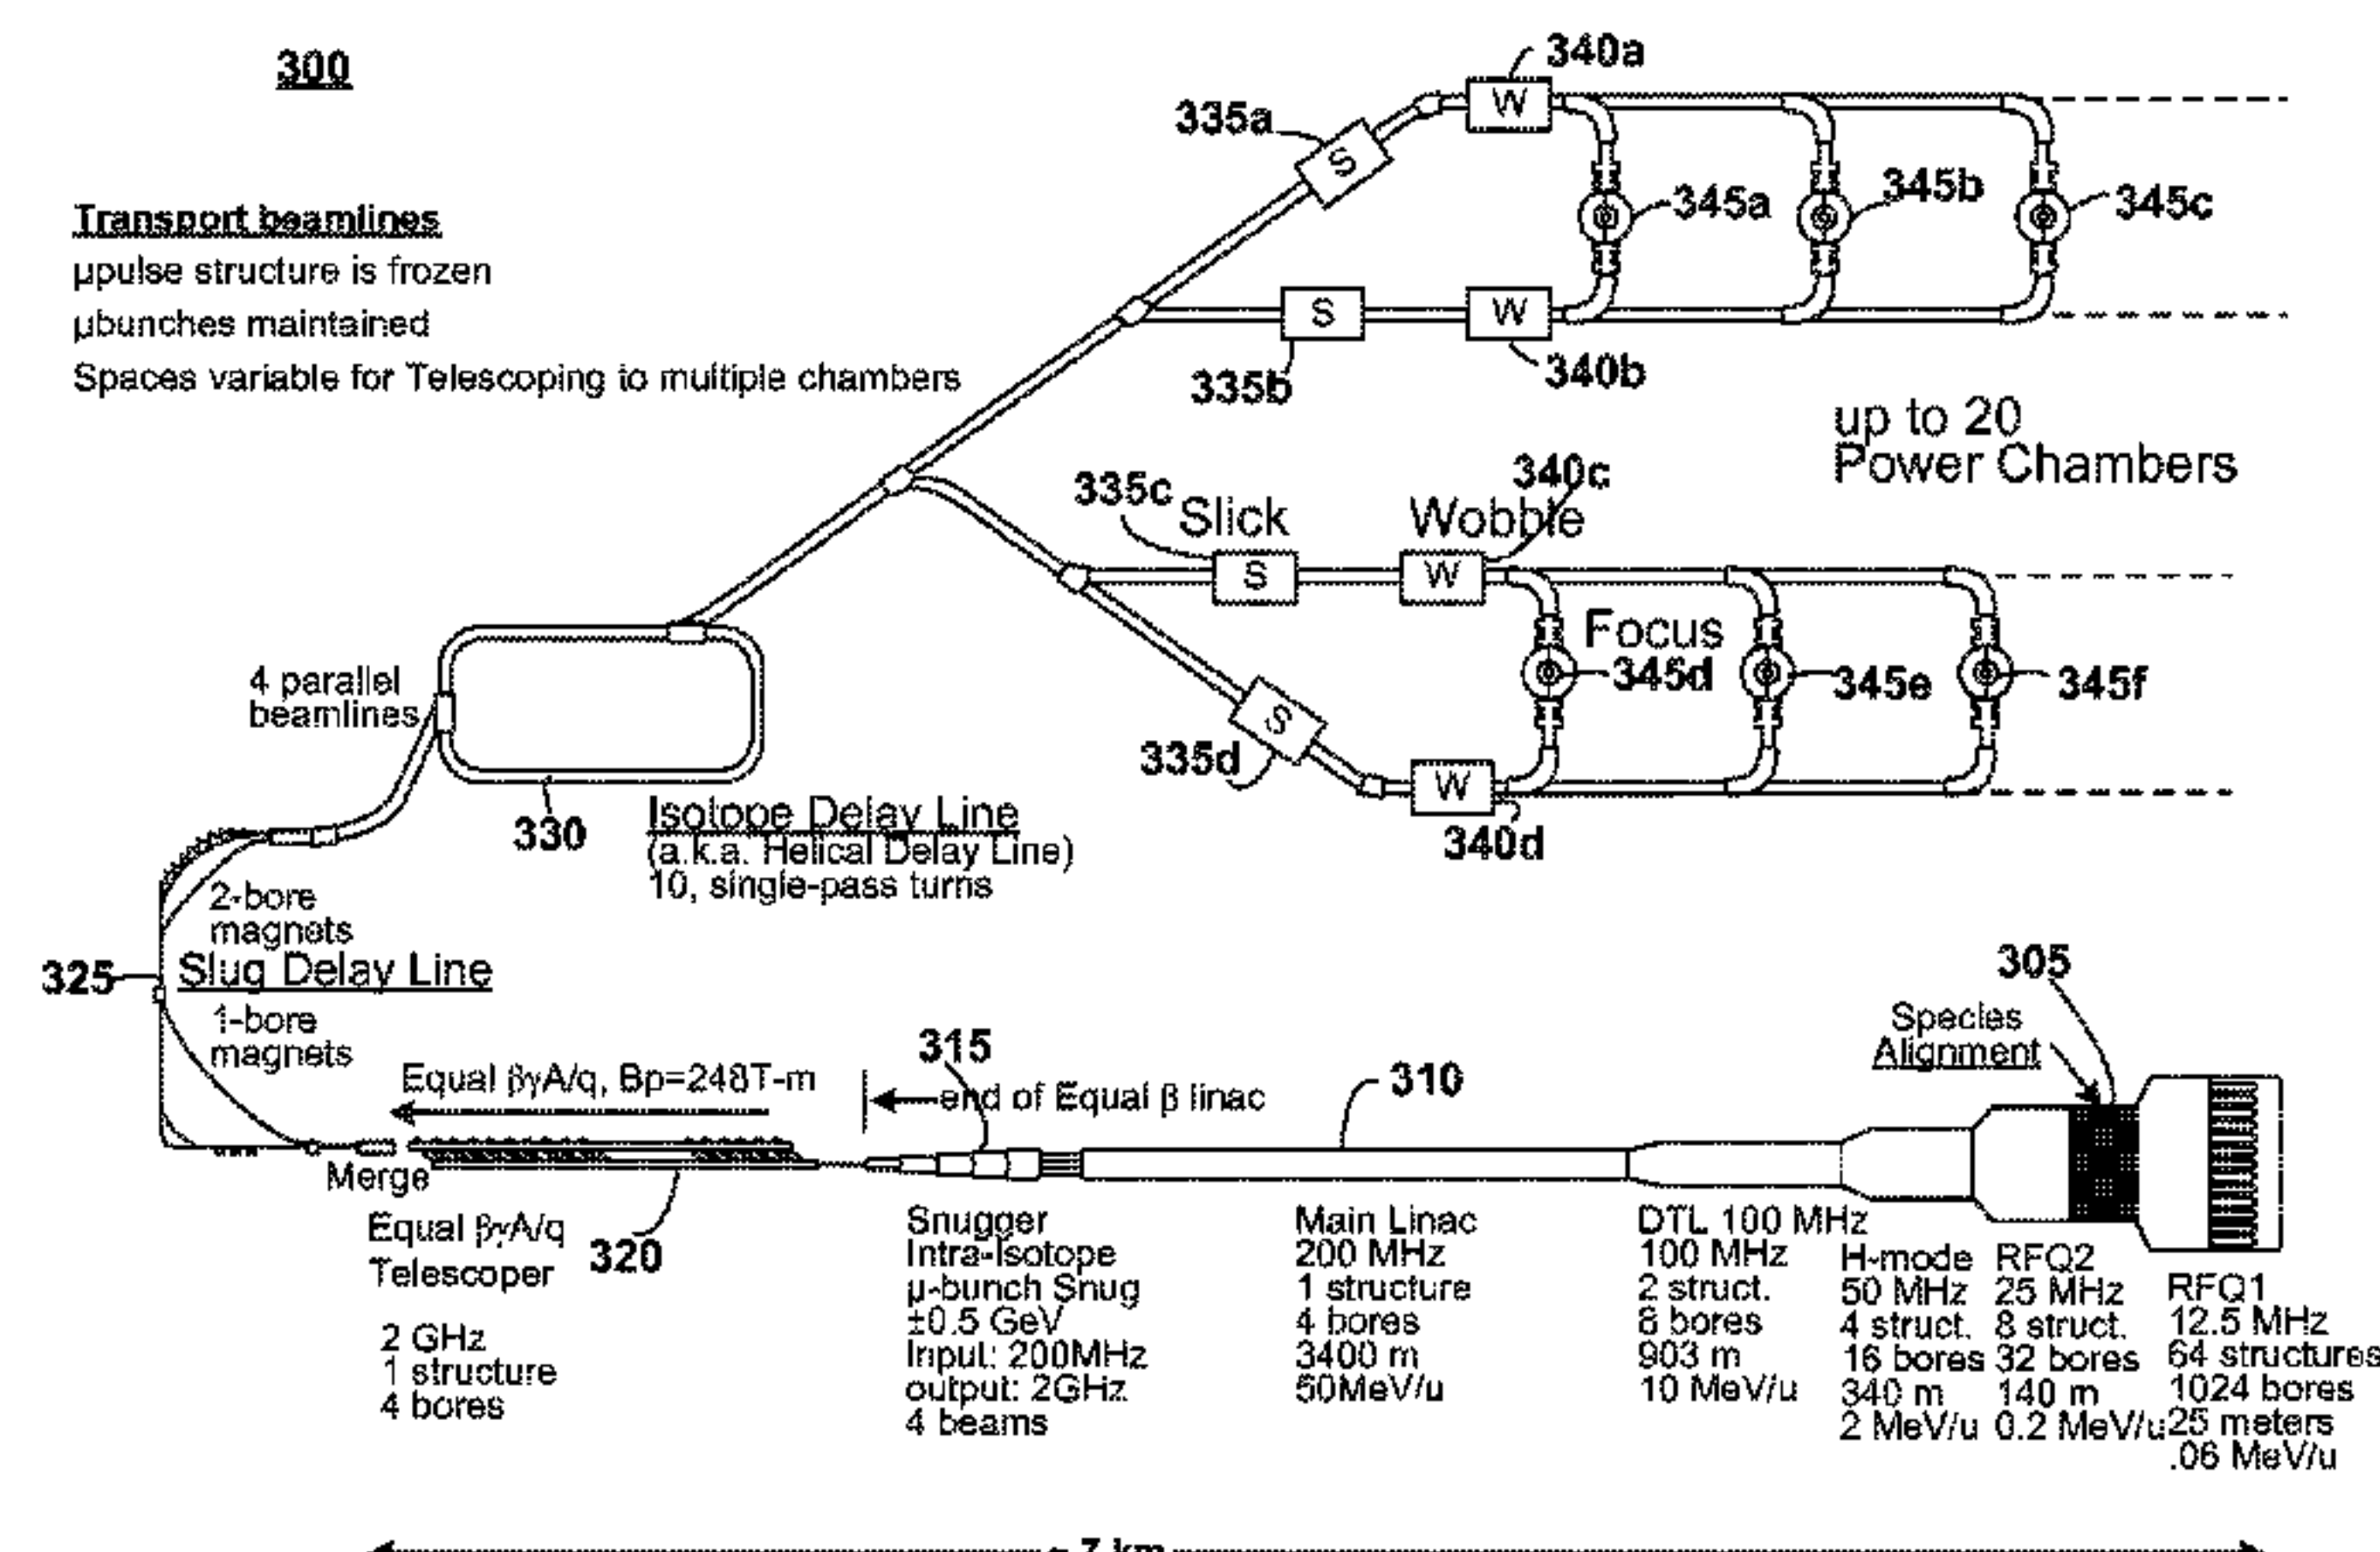 300
340a
335a
W
S
345a
345b
345c
Transport beamlines
µpulse structure is frozen
µbunches maintained
Spaces variable for Telescoping to multiple chambers
S
W
335b
340b
up to 20
Power Chambers
335c
Slick
Wobble
340c
S
W
Focus
345d
345e
345f
4 parallel
beamlines
S
335d
W
340d
330
Isotope Delay Line
(a.k.a. Helical Delay Line)
10, single-pass turns
2-bore
magnets
325
Slug Delay Line
1-bore
magnets
305
Species
Alignment
Equal βγA/q, Bρ=248T-m
315
end of Equal β linac
310
Merge
Equal βγA/q
Telescoper
320
2 GHz
1 structure
4 bores
Snugger
Intra-Isotope
µ-bunch Snug
±0.5 GeV
Input: 200MHz
output: 2GHz
4 beams
Main Linac
200 MHz
1 structure
4 bores
3400 m
50MeV/u
DTL 100 MHz
100 MHz
2 struct.
8 bores
903 m
10 MeV/u
H-mode
50 MHz
4 struct.
16 bores
340 m
2 MeV/u
RFQ2
25 MHz
8 struct.
32 bores
140 m
0.2 MeV/u
RFQ1
12.5 MHz
64 structures
1024 bores
25 meters
.06 MeV/u